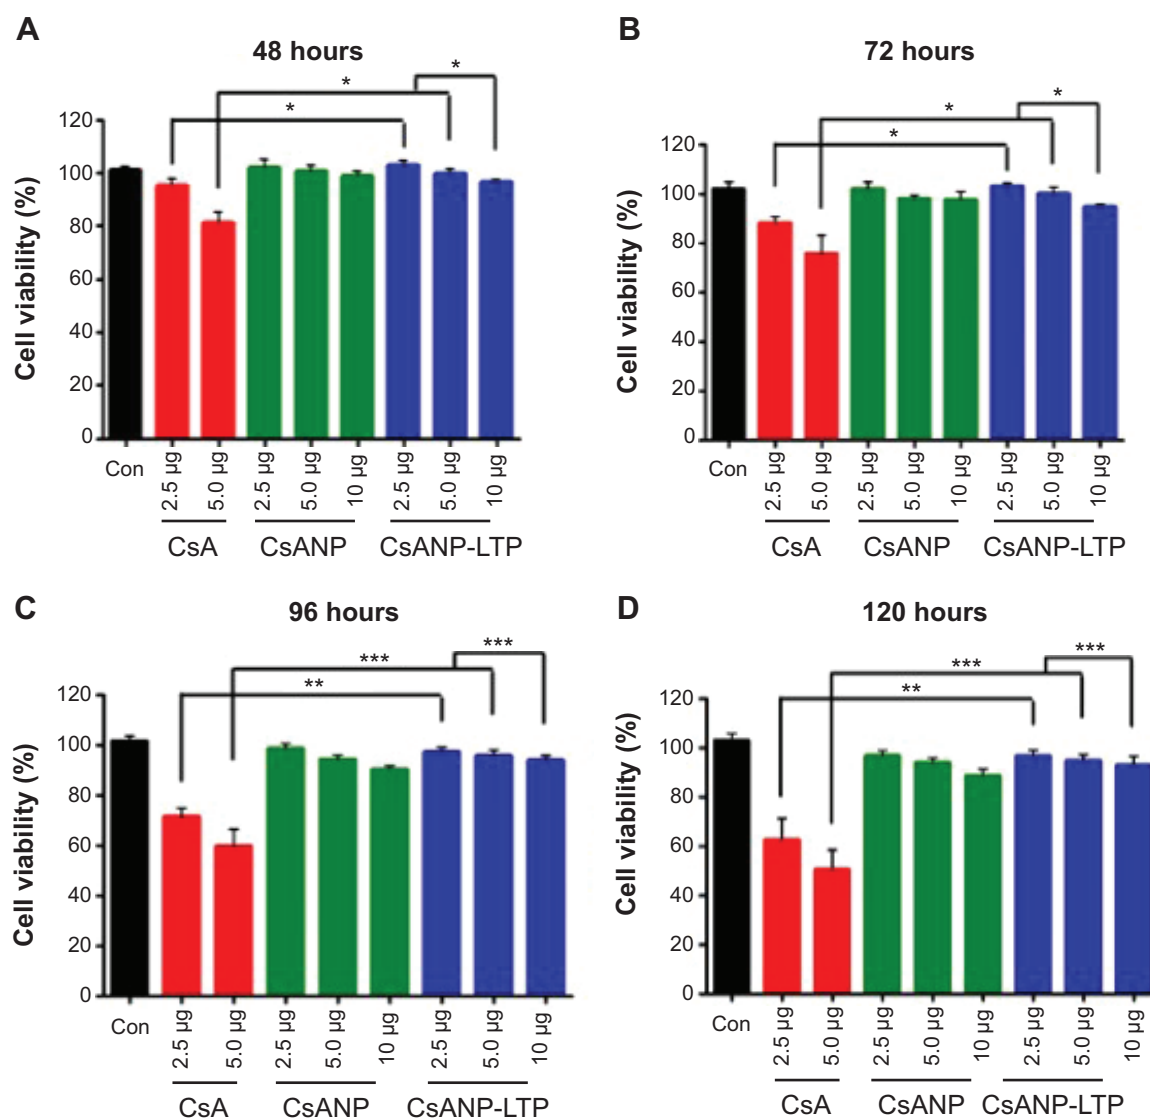 A
48 hours
*
*
*
Cell viability (%)
120
100
80
60
40
20
0
Con
2.5 µg
5.0 µg
2.5 µg
5.0 µg
10 µg
2.5 µg
5.0 µg
10 µg
CsA
CsANP
CsANP-LTP
B
72 hours
*
*
*
Cell viability (%)
120
100
80
60
40
20
0
Con
2.5 µg
5.0 µg
2.5 µg
5.0 µg
10 µg
2.5 µg
5.0 µg
10 µg
CsA
CsANP
CsANP-LTP
C
96 hours
***
***
**
Cell viability (%)
120
100
80
60
40
20
0
Con
2.5 µg
5.0 µg
2.5 µg
5.0 µg
10 µg
2.5 µg
5.0 µg
10 µg
CsA
CsANP
CsANP-LTP
D
120 hours
***
***
**
Cell viability (%)
120
100
80
60
40
20
0
Con
2.5 µg
5.0 µg
2.5 µg
5.0 µg
10 µg
2.5 µg
5.0 µg
10 µg
CsA
CsANP
CsANP-LTP